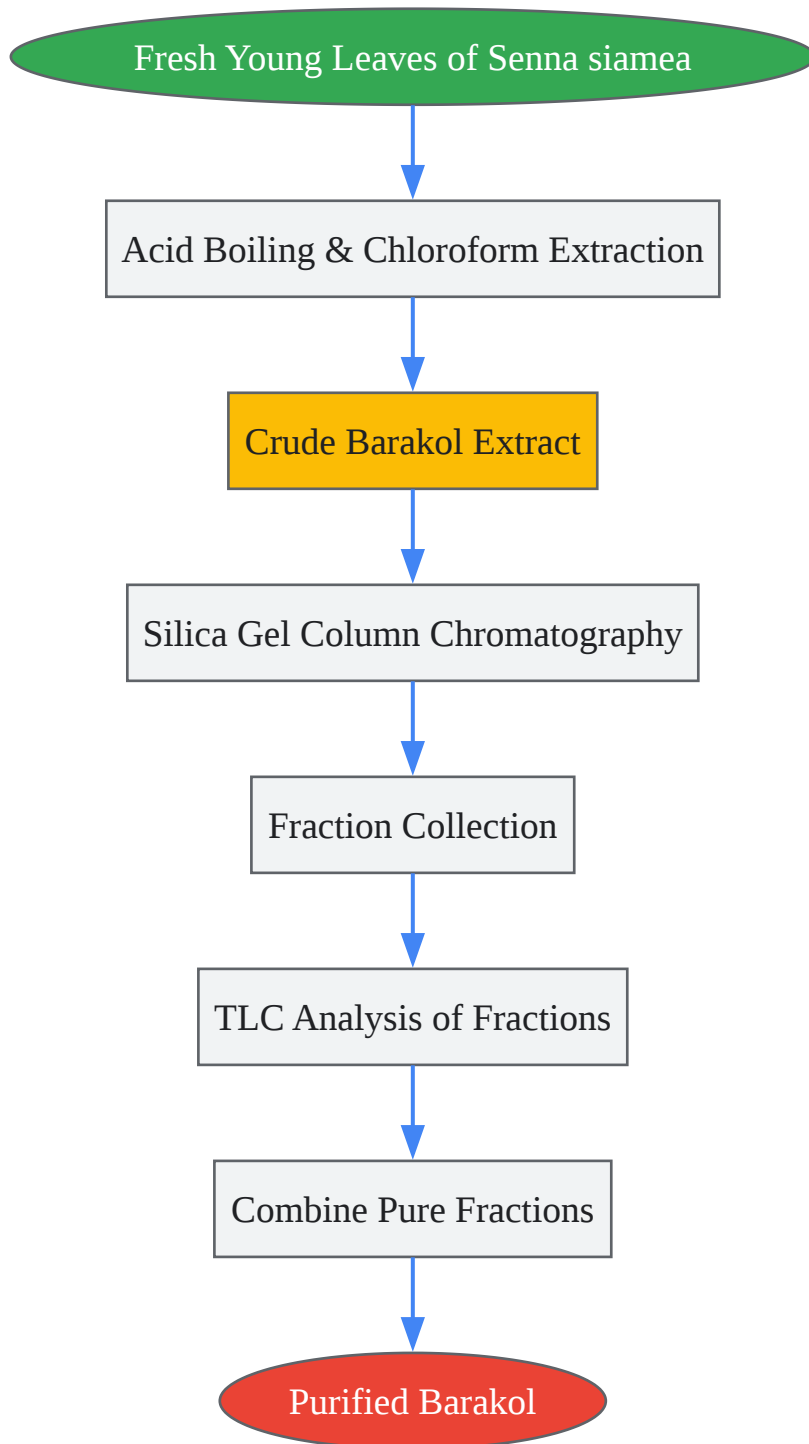 Fresh Young Leaves of Senna siamea
Acid Boiling & Chloroform Extraction
Crude Barakol Extract
Silica Gel Column Chromatography
Fraction Collection
TLC Analysis of Fractions
Combine Pure Fractions
Purified Barakol